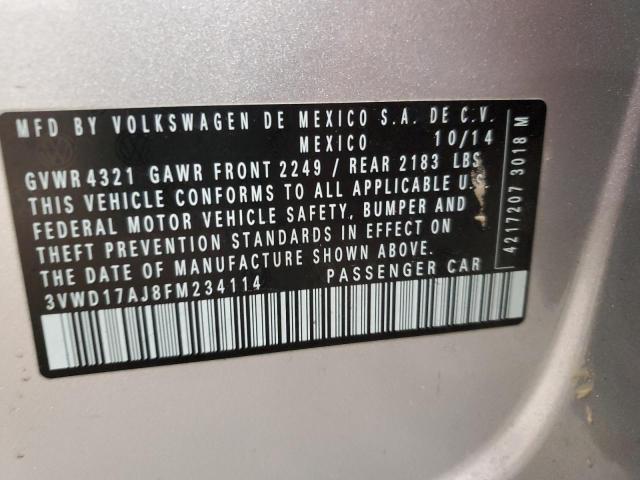 MFD BY VOLKSWAGEN DE MEXICO S.A. DE C.V.
MEXICO 10/14
GVWR 4321 GAWR FRONT 2249 / REAR 2183 LBS
THIS VEHICLE CONFORMS TO ALL APPLICABLE U.S.
FEDERAL MOTOR VEHICLE SAFETY, BUMPER AND
THEFT PREVENTION STANDARDS IN EFFECT ON
THE DATE OF MANUFACTURE SHOWN ABOVE.
3VWD17AJ8FM234114 PASSENGER CAR
4217207 3018 M